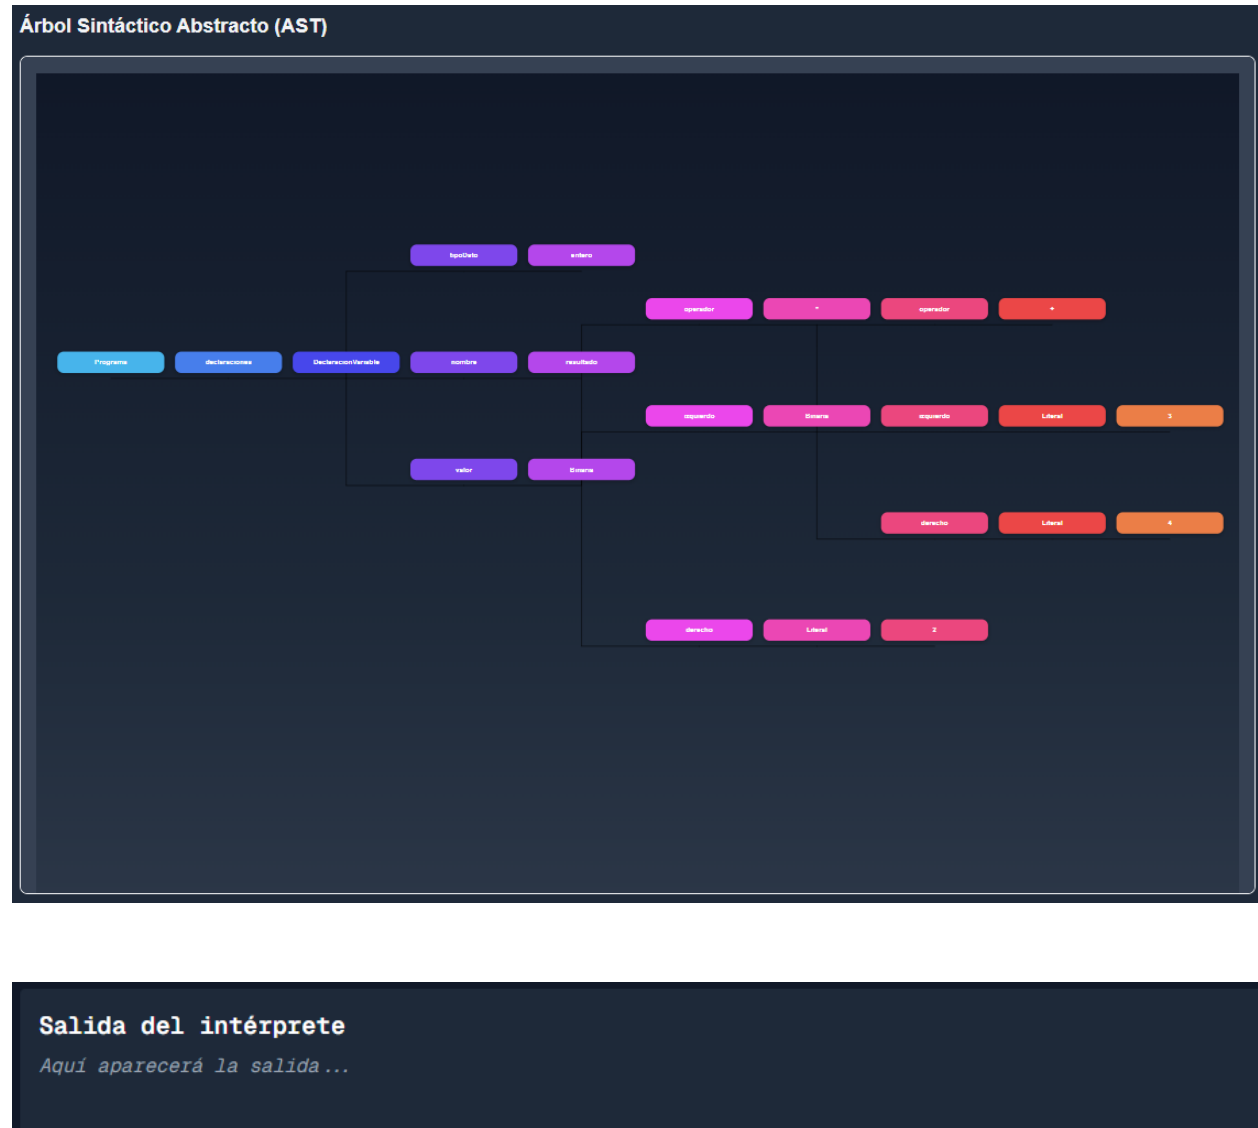 Árbol Sintáctico Abstracto (AST)
tipoDato entero
operador * operador +
Programa declaraciones DeclaracionVariable nombre resultado
izquierdo Binaria izquierdo Literal 3
valor Binaria
derecho Literal 4
derecho Literal 2
Salida del intérprete
Aquí aparecerá la salida...